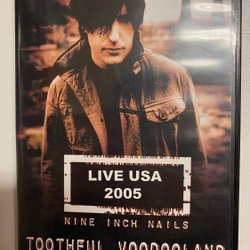 LIVE USA
2005
NINE INCH NAILS
TOOTHFUL VOODOOLAND